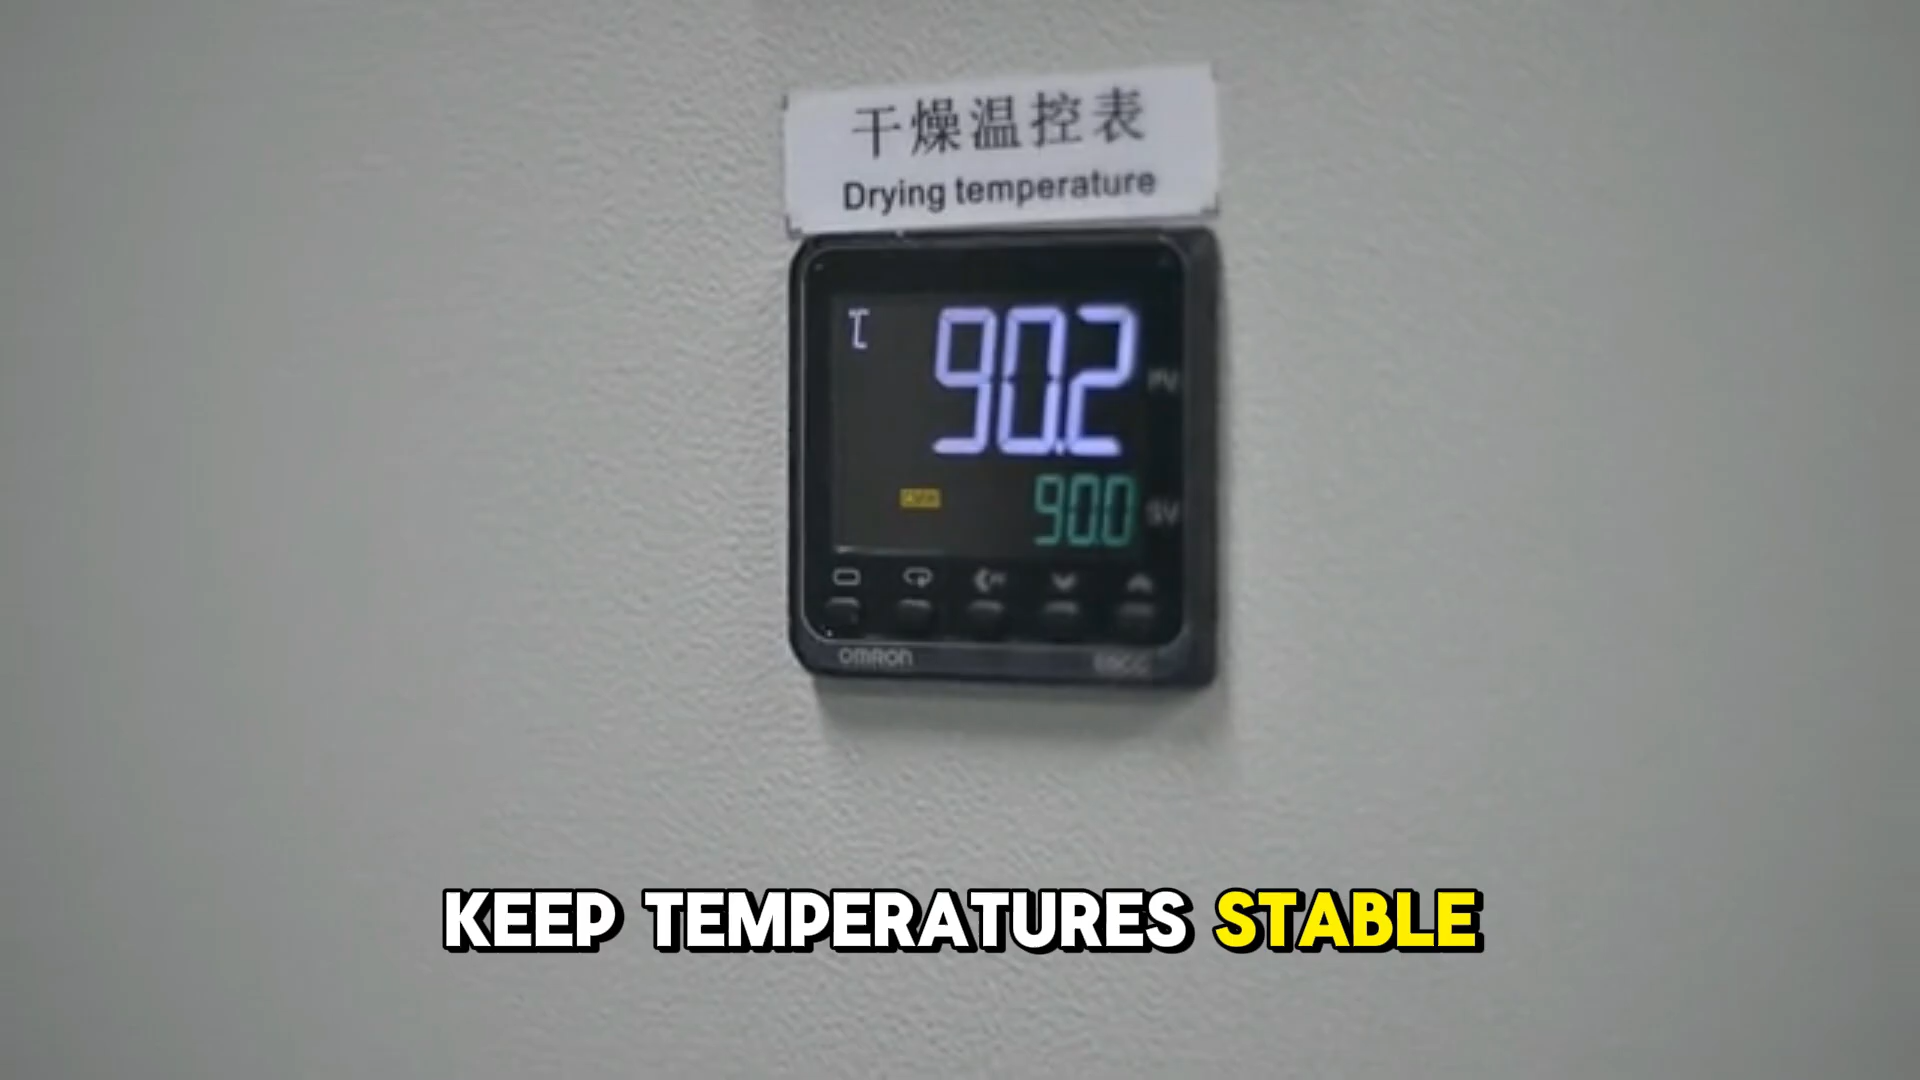 干燥温控表
Drying temperature
℃
90.2
PV
90.0
SV
OMRON
KEEP TEMPERATURES STABLE